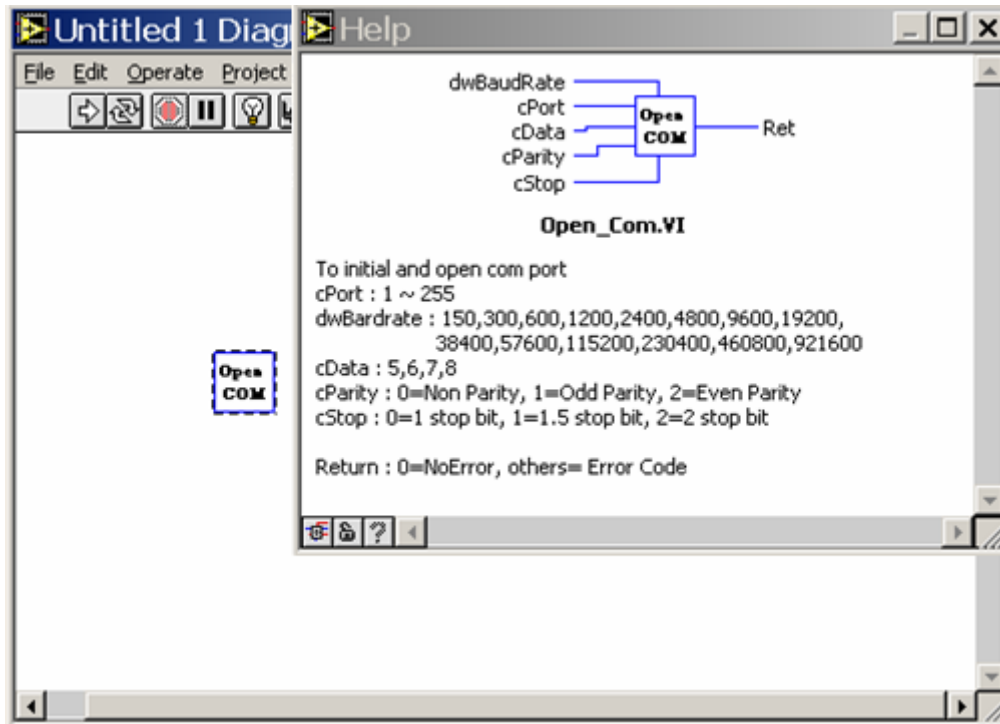 Untitled 1 Diag
File Edit Operate Project
Open
COM
Help
dwBaudRate
cPort
cData
cParity
cStop
Open
COM
Ret
Open_Com.VI
To initial and open com port
cPort : 1 ~ 255
dwBardrate : 150,300,600,1200,2400,4800,9600,19200,
38400,57600,115200,230400,460800,921600
cData : 5,6,7,8
cParity : 0=Non Parity, 1=Odd Parity, 2=Even Parity
cStop : 0=1 stop bit, 1=1.5 stop bit, 2=2 stop bit
Return : 0=NoError, others= Error Code
?